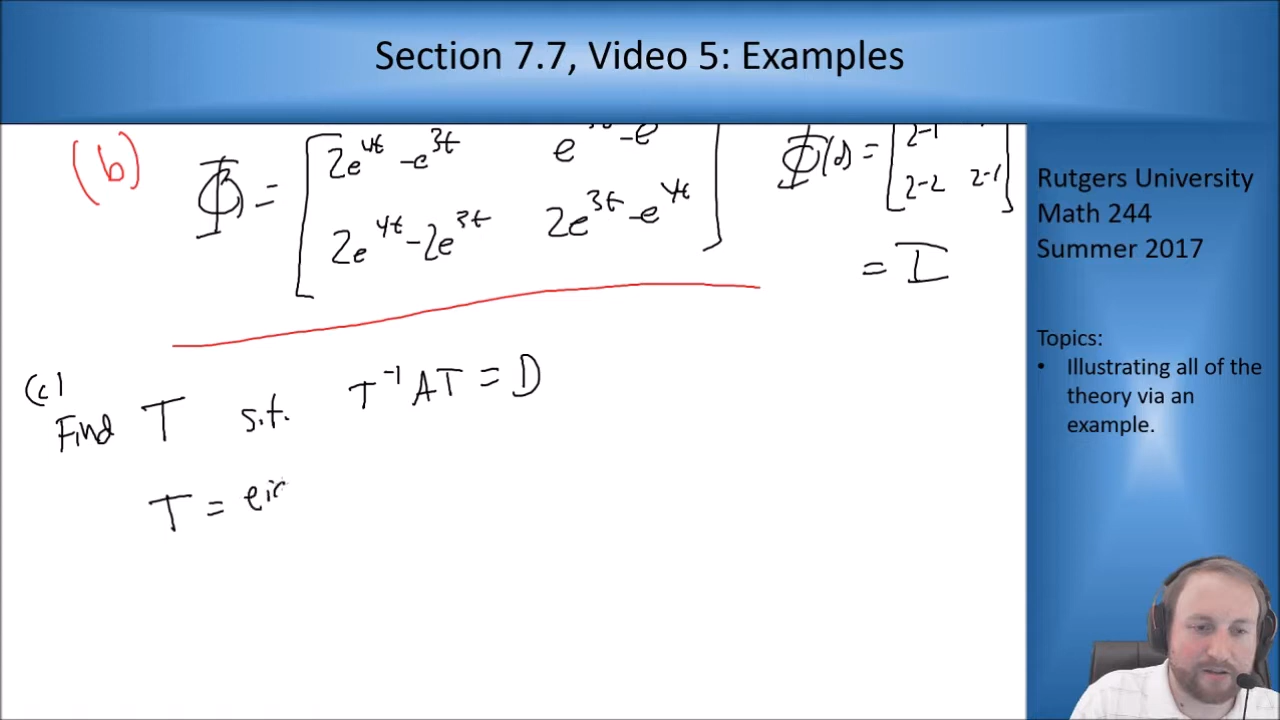 Section 7.7, Video 5: Examples
(b) Φ = [ 2e^{4t} - e^{3t}   e^{3t} - e
2e^{4t} - 2e^{3t}   2e^{3t} - e^{4t} ]
Φ(0) = [ 2-1
2-2   2-1 ]
= I
(c)
Find T s.t. T^{-1} A T = D
T = eig
Rutgers University
Math 244
Summer 2017
Topics:
• Illustrating all of the
theory via an
example.